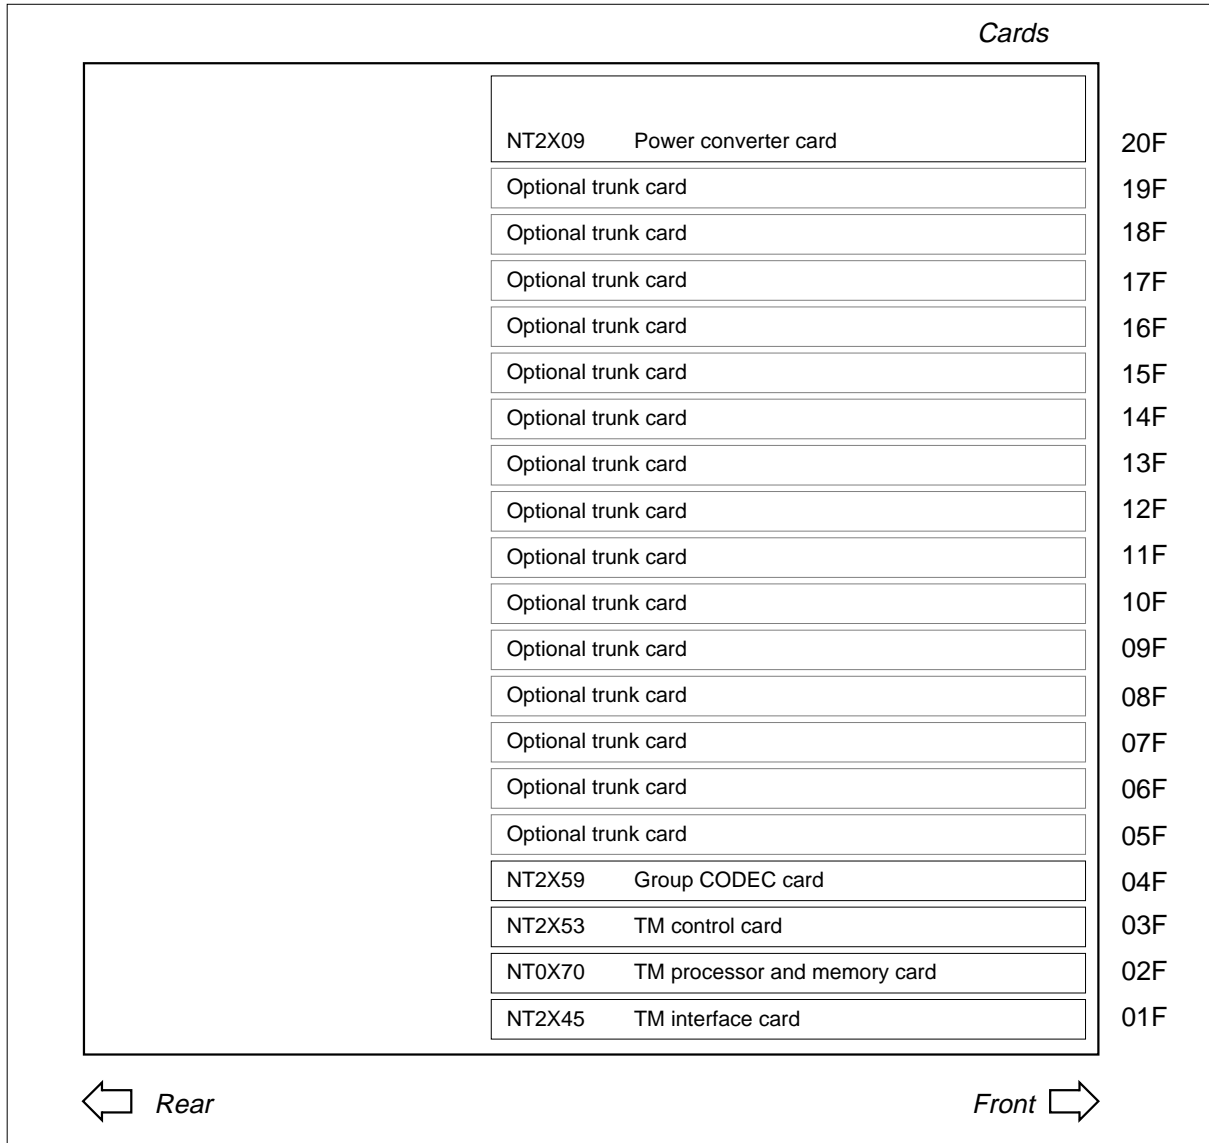 Cards
NT2X09 Power converter card 20F
Optional trunk card 19F
Optional trunk card 18F
Optional trunk card 17F
Optional trunk card 16F
Optional trunk card 15F
Optional trunk card 14F
Optional trunk card 13F
Optional trunk card 12F
Optional trunk card 11F
Optional trunk card 10F
Optional trunk card 09F
Optional trunk card 08F
Optional trunk card 07F
Optional trunk card 06F
Optional trunk card 05F
NT2X59 Group CODEC card 04F
NT2X53 TM control card 03F
NT0X70 TM processor and memory card 02F
NT2X45 TM interface card 01F
Rear Front